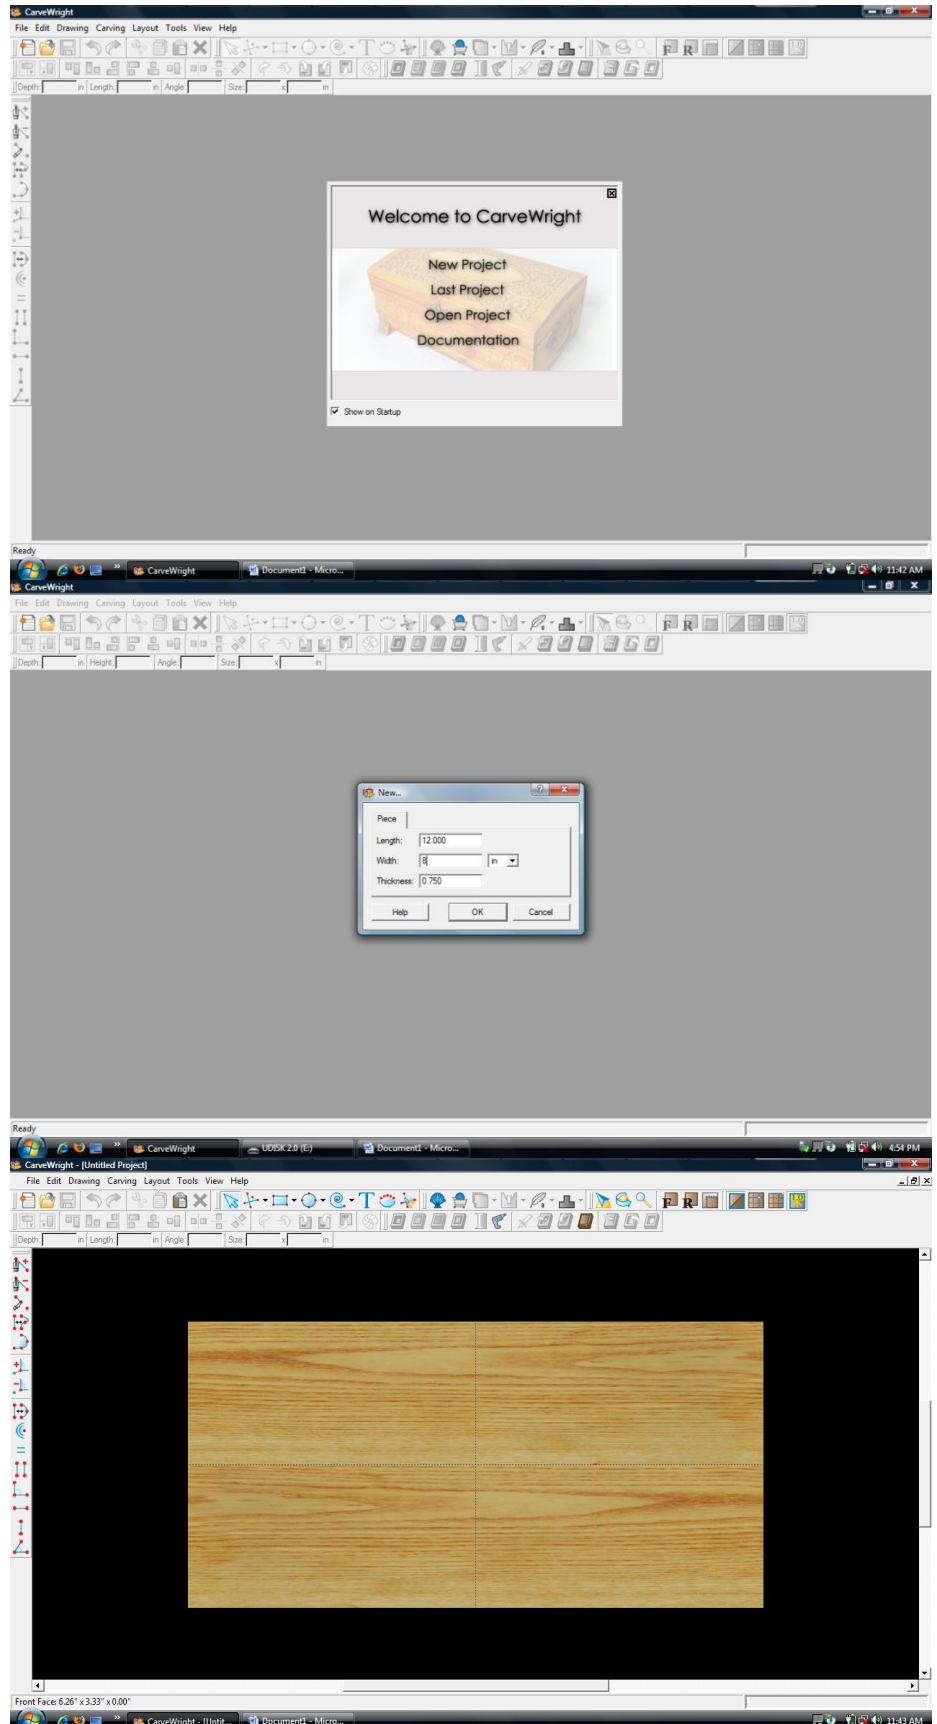 CarveWright
File Edit Drawing Carving Layout Tools View Help
T F R
Depth: in Length: in Angle: Size: x in
Welcome to CarveWright
New Project
Last Project
Open Project
Documentation
Show on Startup
Ready
CarveWright Document1 - Micro... 11:42 AM
CarveWright
File Edit Drawing Carving Layout Tools View Help
T F R
Depth: in Height: Angle: Size: x in
New...
Piece
Length: 12.000
Width: 8 in
Thickness: 0.750
Help OK Cancel
Ready
CarveWright UDISK 2.0 (E:) Document1 - Micro... 4:54 PM
CarveWright - [Untitled Project]
File Edit Drawing Carving Layout Tools View Help
T F R
Depth: in Length: in Angle: Size: x in
Front Face: 6.26" x 3.33" x 0.00"
CarveWright - [Untit... Document1 - Micro... 11:43 AM